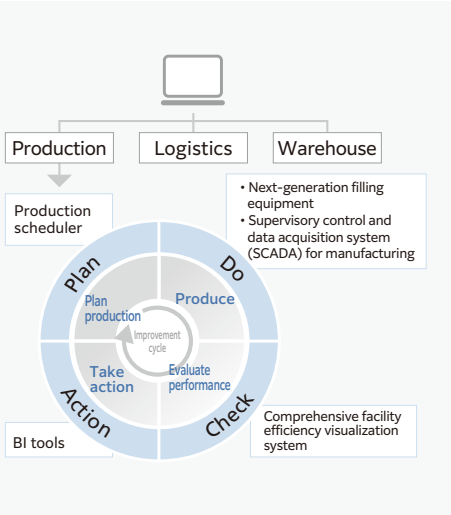 Production
Logistics
Warehouse
Production
scheduler
• Next-generation filling
equipment
• Supervisory control and
data acquisition system
(SCADA) for manufacturing
Plan
Do
Plan
production
Produce
Improvement
cycle
Take
action
Evaluate
performance
Action
Check
BI tools
Comprehensive facility
efficiency visualization
system